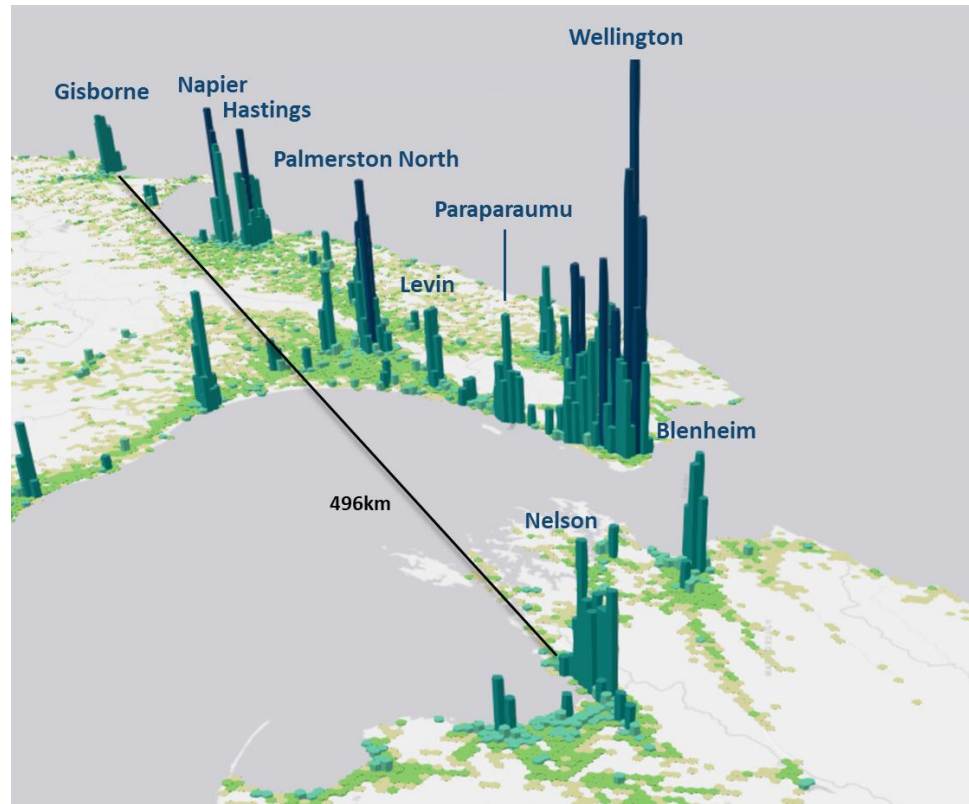 Wellington
Gisborne
Napier
Hastings
Palmerston North
Paraparaumu
Levin
Blenheim
496km
Nelson